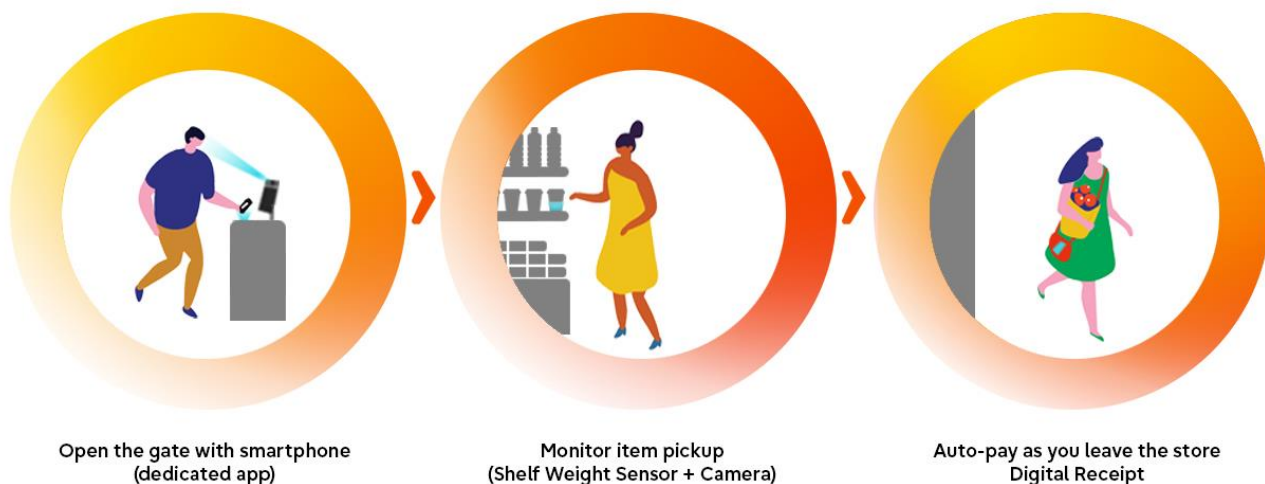 Open the gate with smartphone
(dedicated app)
Monitor item pickup
(Shelf Weight Sensor + Camera)
Auto-pay as you leave the store
Digital Receipt